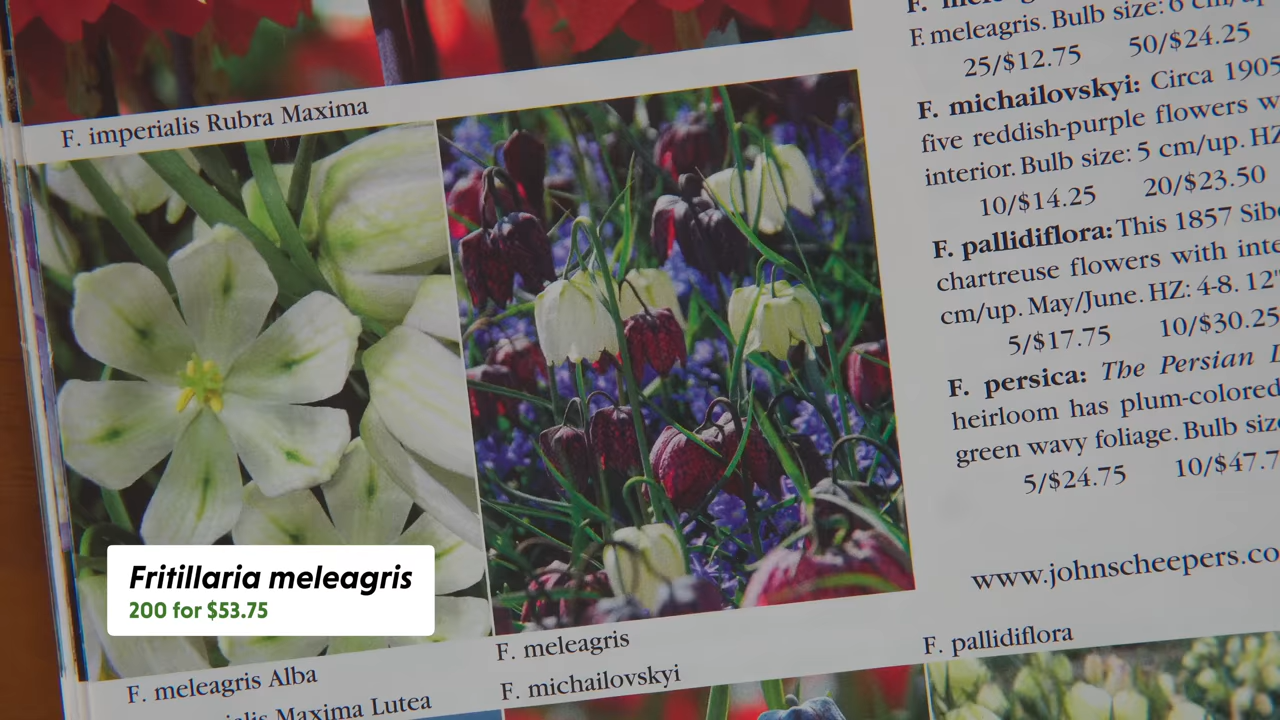 F. imperialis Rubra Maxima
Fritillaria meleagris
200 for $53.75
F. meleagris Alba
Maxima Lutea
F. meleagris
F. michailovskyi
F. meleagris. Bulb size: 6
25/$12.75 50/$24.25
F. michailovskyi: Circa 1905
five reddish-purple flowers
interior. Bulb size: 5 cm/up. HZ
10/$14.25 20/$23.50
F. pallidiflora: This 1857
chartreuse flowers with
cm/up. May/June. HZ: 4-8. 12"
5/$17.75 10/$30.25
F. persica: The Persian
heirloom has plum-colored
green wavy foliage. Bulb
5/$24.75 10/$47.7
www.johnscheepers.co
F. pallidiflora